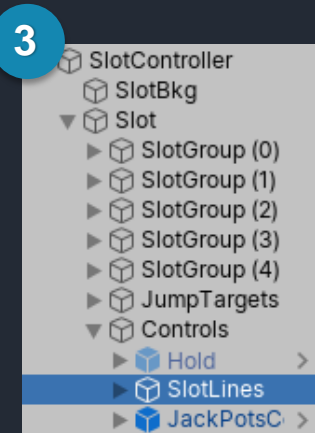 3
SlotController
SlotBkg
Slot
SlotGroup (0)
SlotGroup (1)
SlotGroup (2)
SlotGroup (3)
SlotGroup (4)
JumpTargets
Controls
Hold
SlotLines
JackPotsC